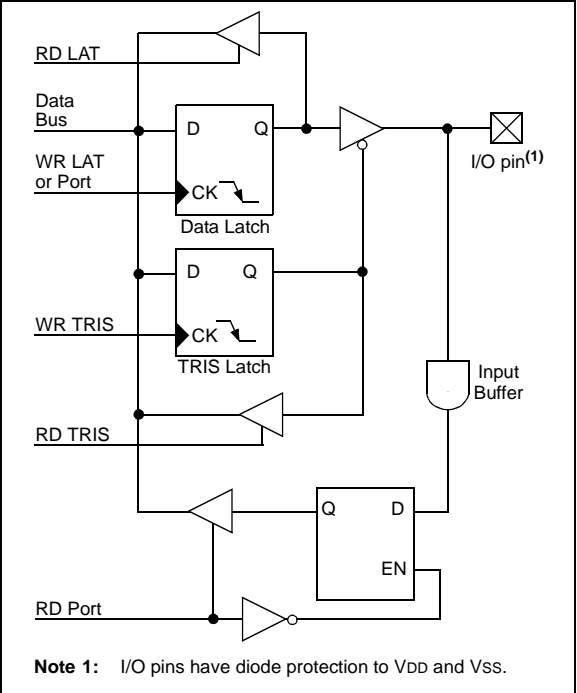 RD LAT
Data
Bus
D Q
I/O pin(1)
WR LAT
or Port
CK
Data Latch
D Q
WR TRIS
CK
TRIS Latch
Input
Buffer
RD TRIS
Q D
EN
RD Port
Note 1: I/O pins have diode protection to VDD and VSS.